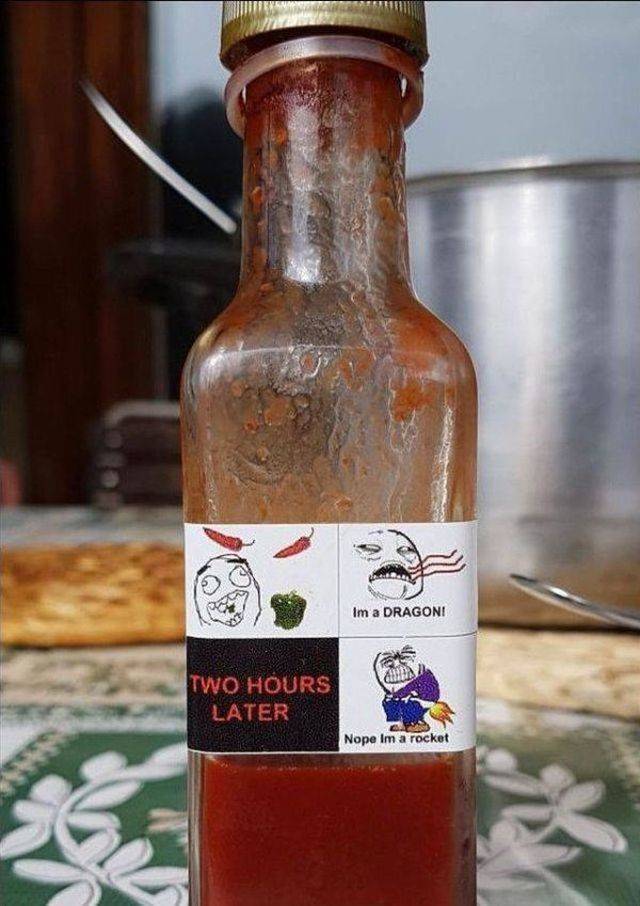 Im a DRAGON!
TWO HOURS
LATER
Nope Im a rocket